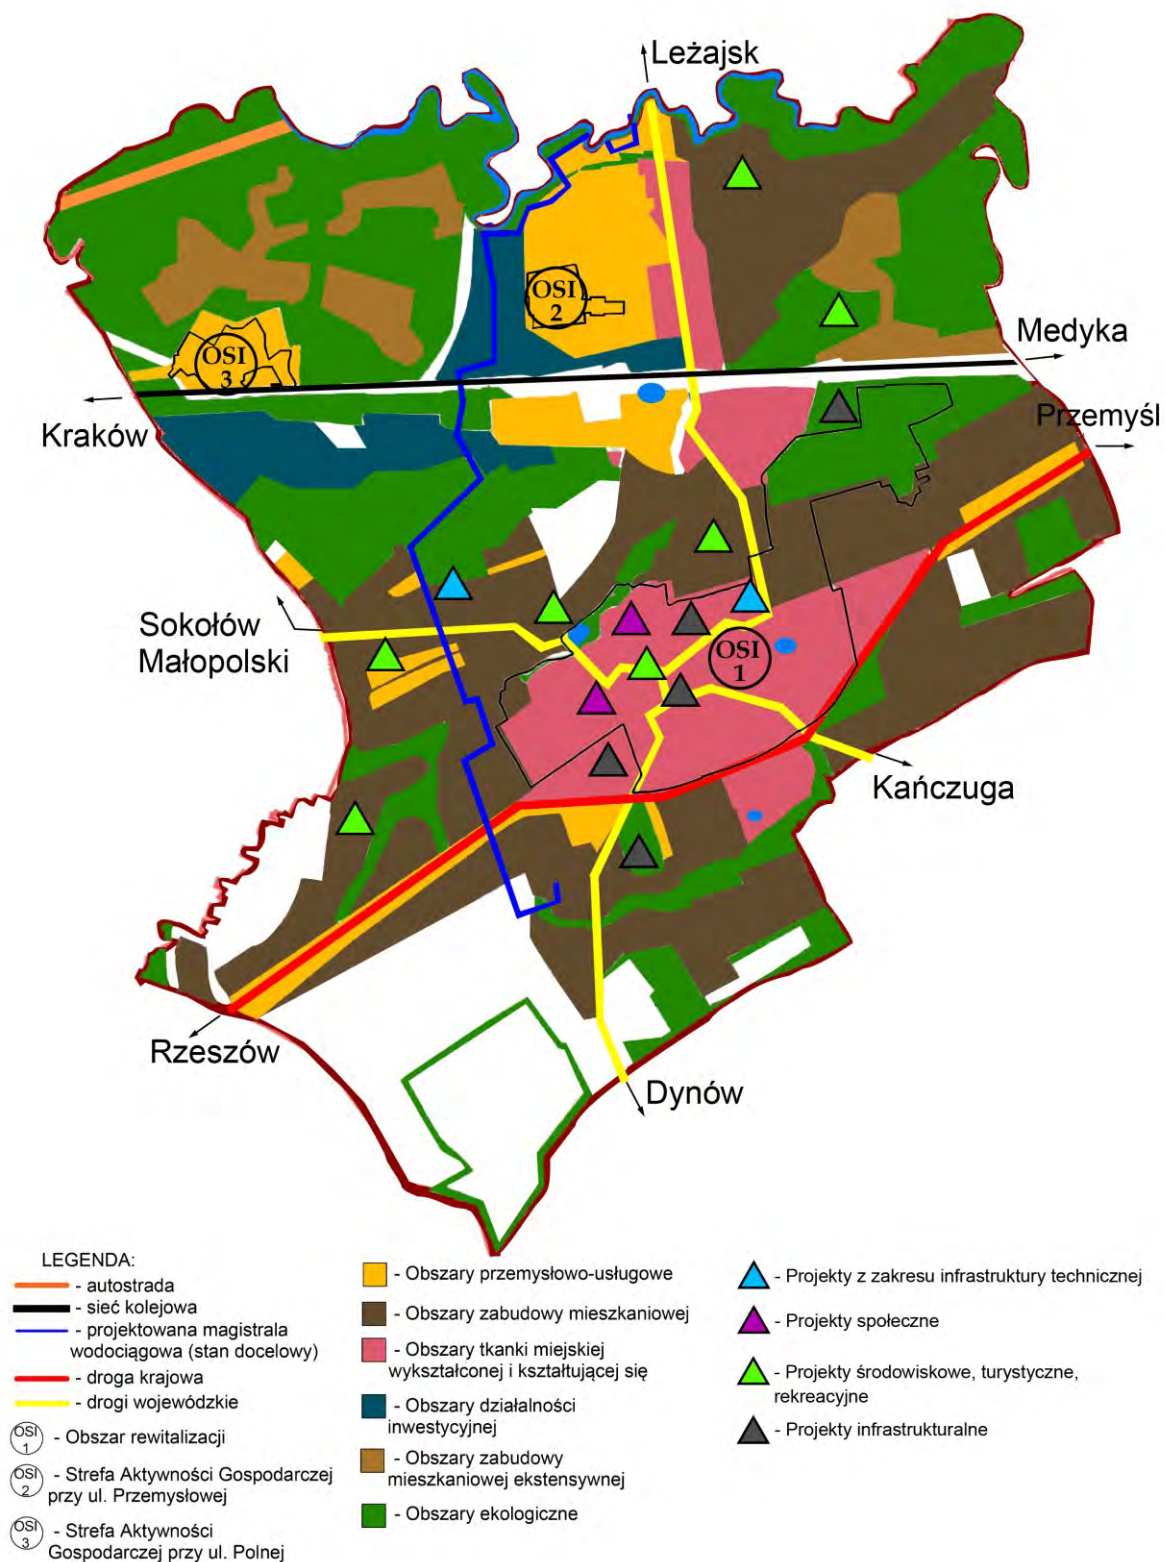 Leżajsk
OSI
2
OSI
3
Medyka
Kraków
Przemyśl
Sokołów
Małopolski
OSI
1
Kańczuga
Rzeszów
Dynów
LEGENDA:
- autostrada
- sieć kolejowa
- projektowana magistrala
wodociągowa (stan docelowy)
- droga krajowa
- drogi wojewódzkie
OSI
1
- Obszar rewitalizacji
OSI
2
- Strefa Aktywności Gospodarczej
przy ul. Przemysłowej
OSI
3
- Strefa Aktywności
Gospodarczej przy ul. Polnej
- Obszary przemysłowo-usługowe
- Obszary zabudowy mieszkaniowej
- Obszary tkanki miejskiej
wykształconej i kształtującej się
- Obszary działalności
inwestycyjnej
- Obszary zabudowy
mieszkaniowej ekstensywnej
- Obszary ekologiczne
- Projekty z zakresu infrastruktury technicznej
- Projekty społeczne
- Projekty środowiskowe, turystyczne,
rekreacyjne
- Projekty infrastrukturalne